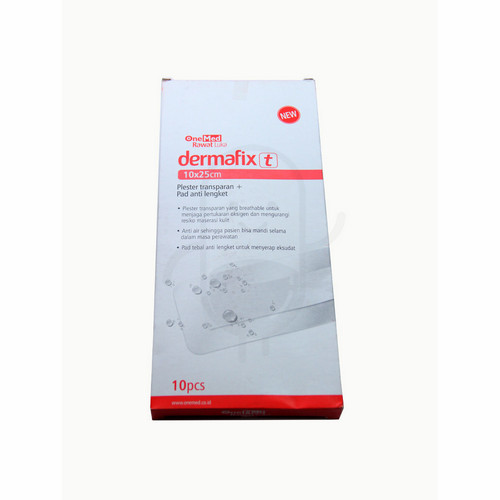 NEW
OneMed
Rawat Luka
dermafix t
10x25cm
Plester transparan +
Pad anti lengket
• Plester transparan yang breathable untuk
menjaga pertukaran oksigen dan mengurangi
resiko maserasi kulit
• Anti air sehingga pasien bisa mandi selama
dalam masa perawatan
• Pad tebal anti lengket untuk menyerap eksudat
10pcs
www.onemed.co.id
OneMed